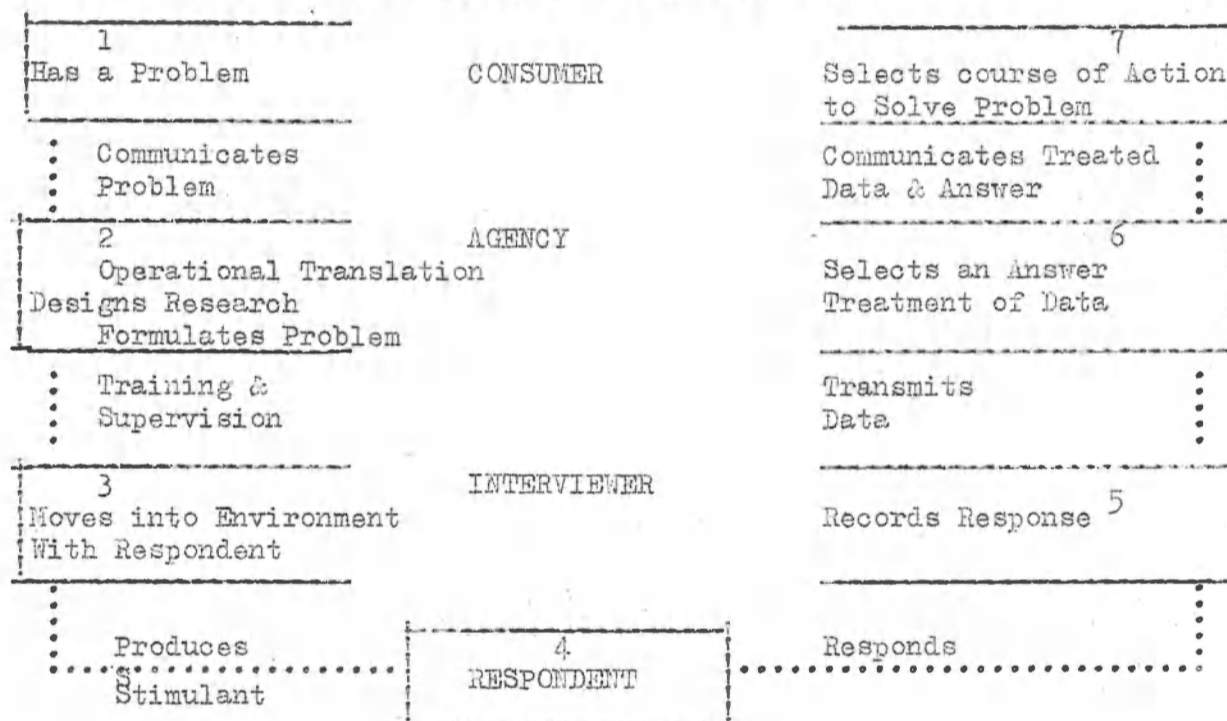 1
Has a Problem
CONSUMER
7
Selects course of Action
to Solve Problem
Communicates
Problem
Communicates Treated
Data & Answer
2
Operational Translation
Designs Research
Formulates Problem
AGENCY
6
Selects an Answer
Treatment of Data
Training &
Supervision
Transmits
Data
3
Moves into Environment
With Respondent
INTERVIEWER
Records Response 5
Produces
S
Stimulant
4
RESPONDENT
Responds